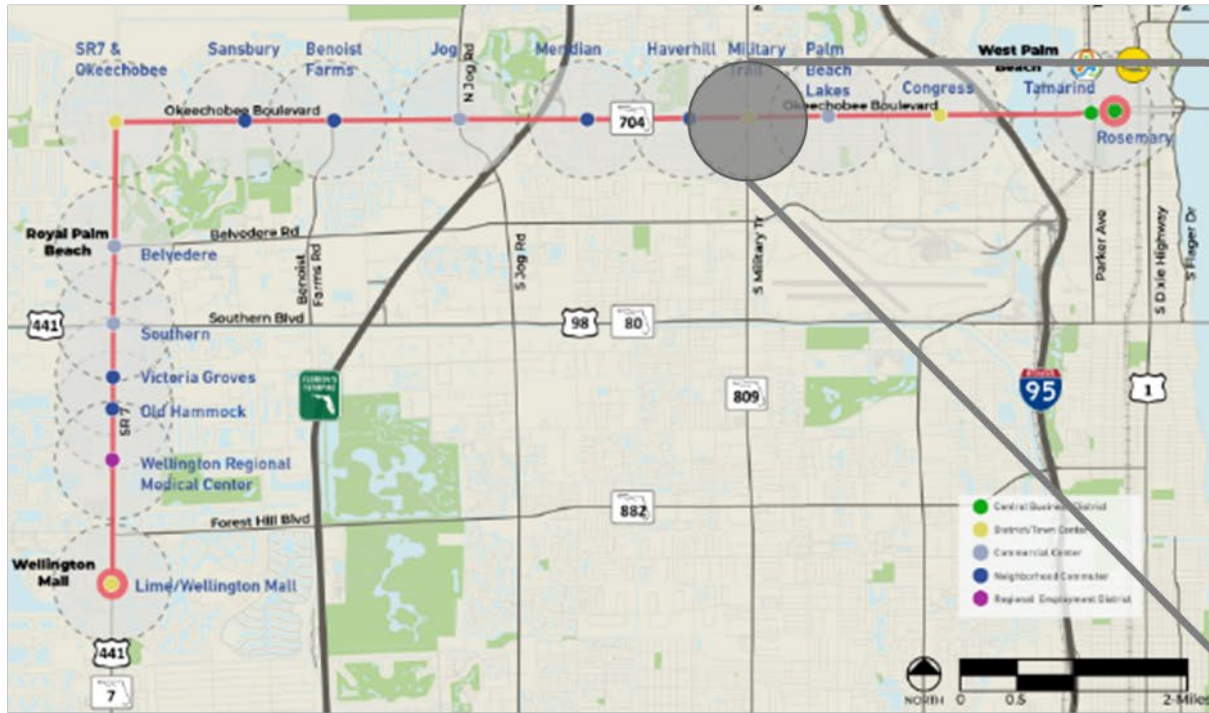 SR7 &
Okeechobee
Sansbury
Benoist
Farms
Jog
N Jog Rd
Meridian
Haverhill
Military
Trail
Palm
Beach
Lakes
Okeechobee Boulevard
Congress
West Palm
Beach
Tamarind
Rosemary
Okeechobee Boulevard
704
Royal Palm
Beach
Belvedere Rd
Belvedere
Benoist
Farms Rd
S Jog Rd
S Military Tr
Parker Ave
S Dixie Highway
S Flager Dr
441
Southern Blvd
98
80
Southern
Victoria Groves
Old Hammock
SR 7
809
95
1
Wellington Regional
Medical Center
Forest Hill Blvd
882
Wellington
Mall
Lime/Wellington Mall
Central Business District
District/Town Center
Commercial Center
Neighborhood Commuter
Regional Employment District
441
7
NORTH
0 0.5 2-Miles